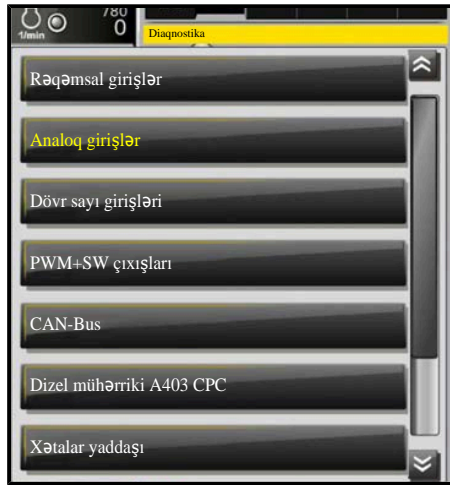 780
1/min 0
Diaqnostika
Rəqəmsal girişlər
Analoq girişlər
Dövr sayı girişləri
PWM+SW çıxışları
CAN-Bus
Dizel mühərriki A403 CPC
Xətalar yaddaşı